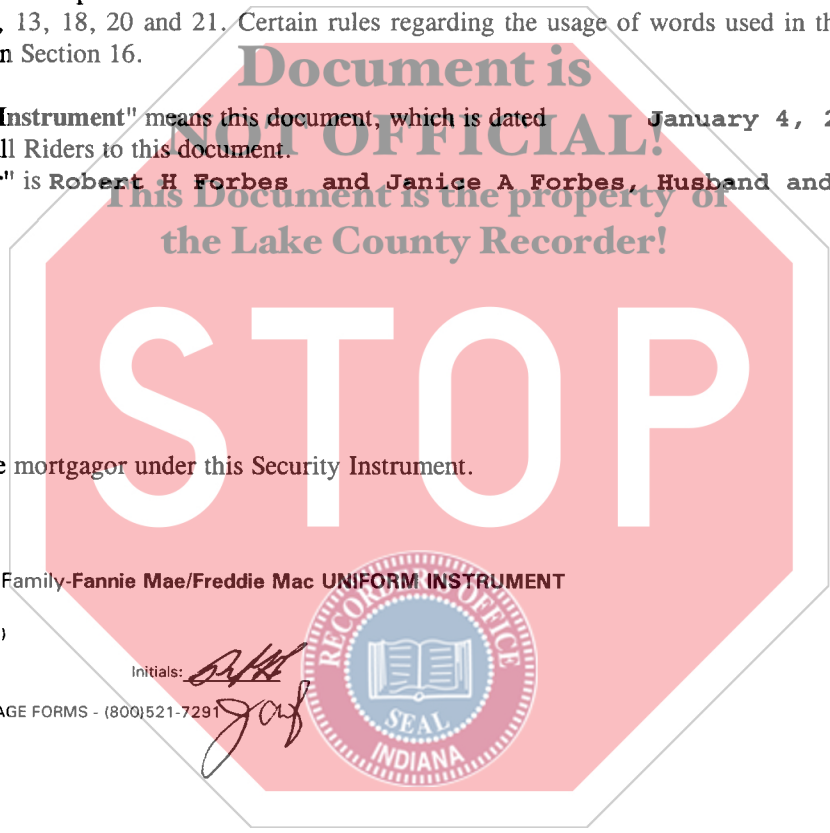 , 13, 18, 20 and 21. Certain rules regarding the usage of words used in th
n Section 16.
Document is
Instrument" means this document, which is dated January 4, 2
NOT OFFICIAL!
ll Riders to this document.
" is Robert H Forbes and Janice A Forbes, Husband and
This Document is the property of
the Lake County Recorder!
STOP
e mortgagor under this Security Instrument.
Family-Fannie Mae/Freddie Mac UNIFORM INSTRUMENT
)
Initials:
AGE FORMS - (800)521-7291
RECORDER'S OFFICE
SEAL
INDIANA